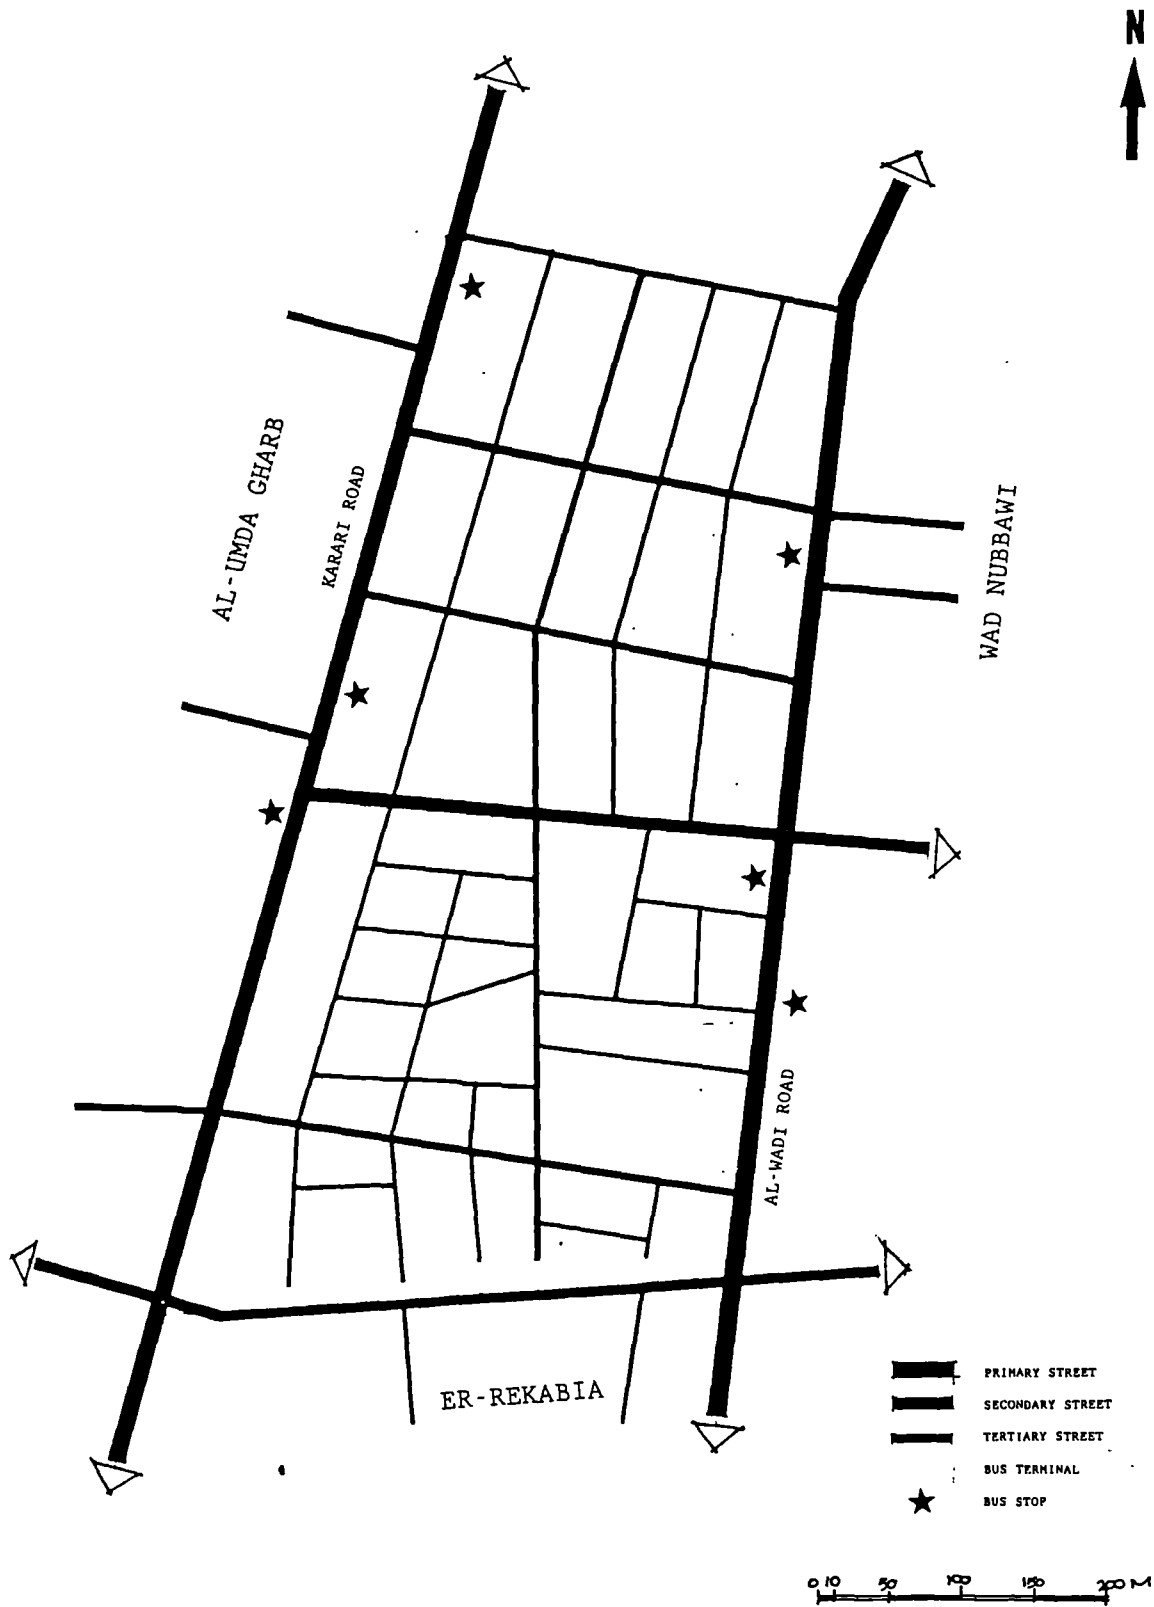 N
AL-UMDA GHARB
KARARI ROAD
WAD NUBBAWI
AL-WADI ROAD
ER-REKABIA
PRIMARY STREET
SECONDARY STREET
TERTIARY STREET
BUS TERMINAL
BUS STOP
0 10 50 100 150 200 M